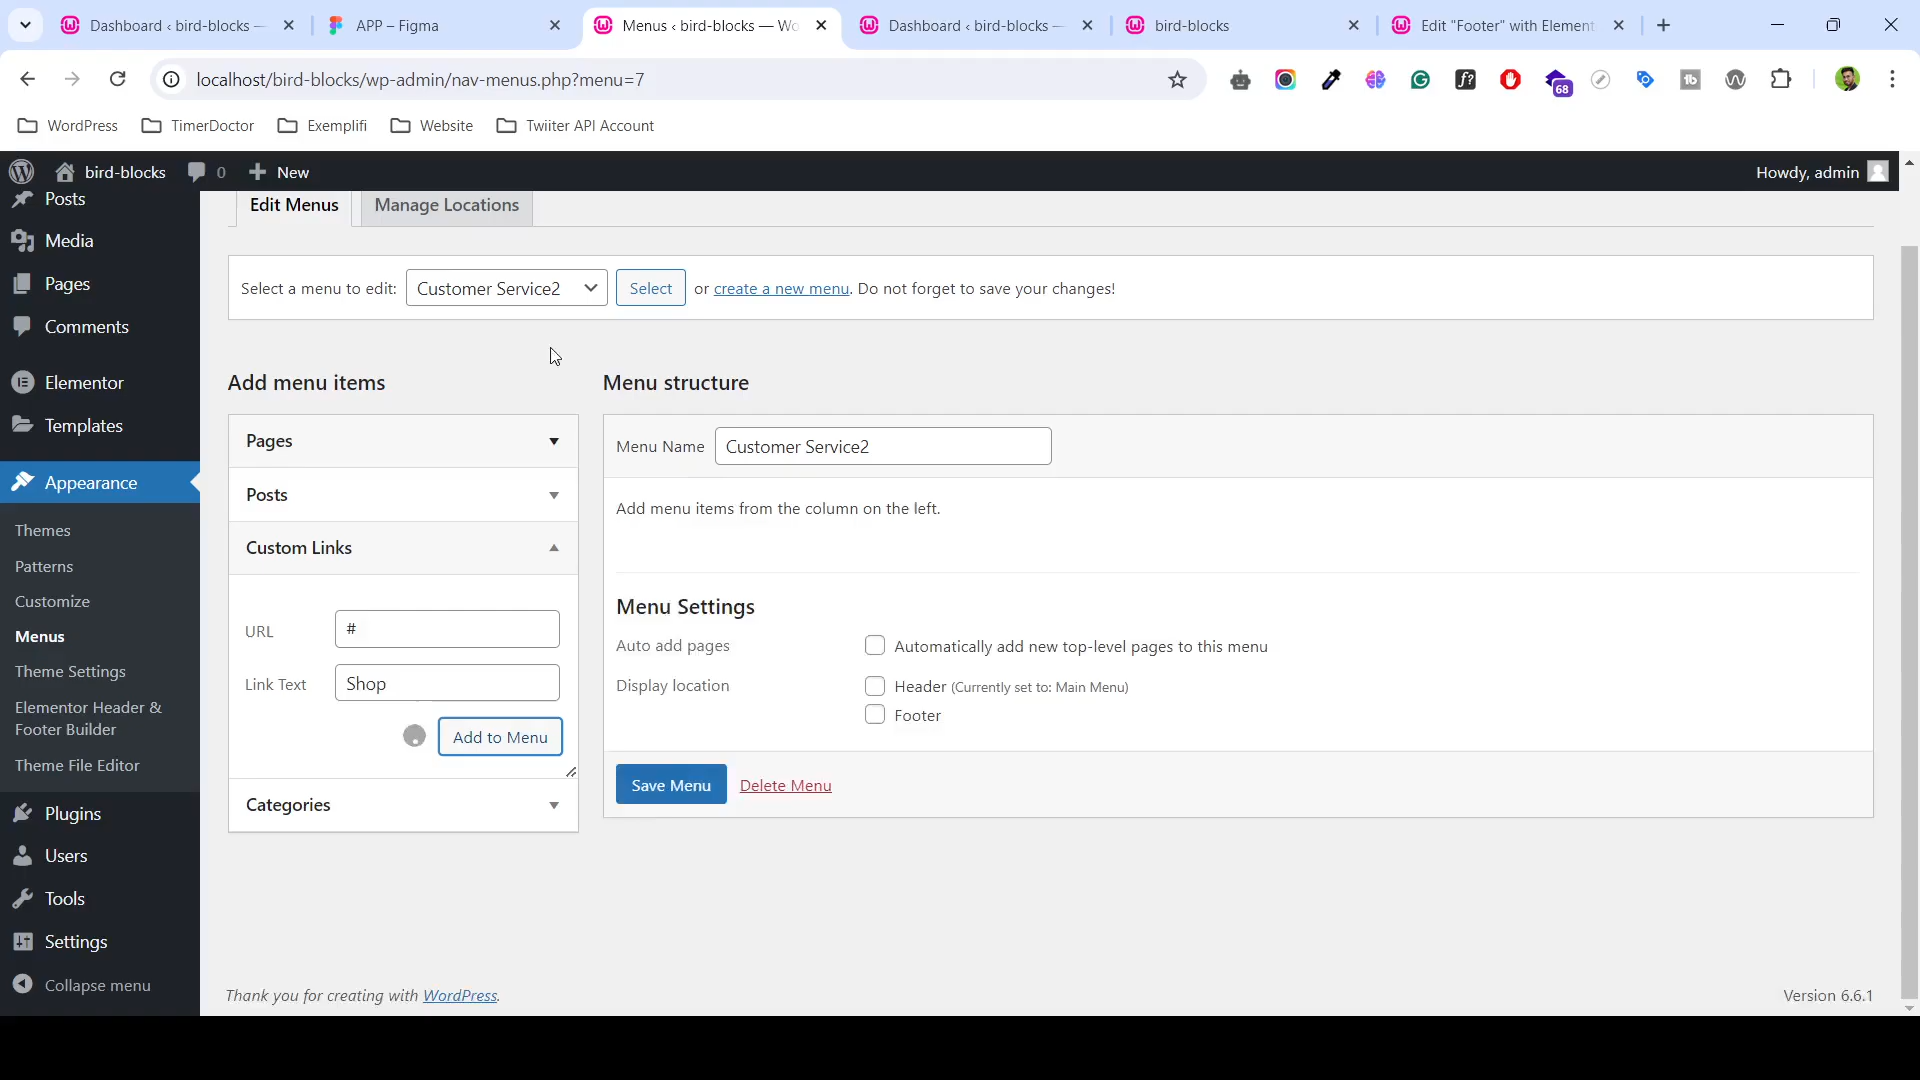 Dashboard ‹ bird-blocks —
APP – Figma
Menus ‹ bird-blocks — Wo
Dashboard ‹ bird-blocks —
bird-blocks
Edit "Footer" with Element
localhost/bird-blocks/wp-admin/nav-menus.php?menu=7
68
WordPress
TimerDoctor
Exemplifi
Website
Twiiter API Account
bird-blocks
0
New
Howdy, admin
Posts
Media
Pages
Comments
Elementor
Templates
Appearance
Themes
Patterns
Customize
Menus
Theme Settings
Elementor Header &
Footer Builder
Theme File Editor
Plugins
Users
Tools
Settings
Collapse menu
Edit Menus
Manage Locations
Select a menu to edit:
Customer Service2
Select
or create a new menu. Do not forget to save your changes!
Add menu items
Pages
Posts
Custom Links
URL
#
Link Text
Shop
Add to Menu
Categories
Menu structure
Menu Name
Customer Service2
Add menu items from the column on the left.
Menu Settings
Auto add pages
Automatically add new top-level pages to this menu
Display location
Header (Currently set to: Main Menu)
Footer
Save Menu
Delete Menu
Thank you for creating with WordPress.
Version 6.6.1